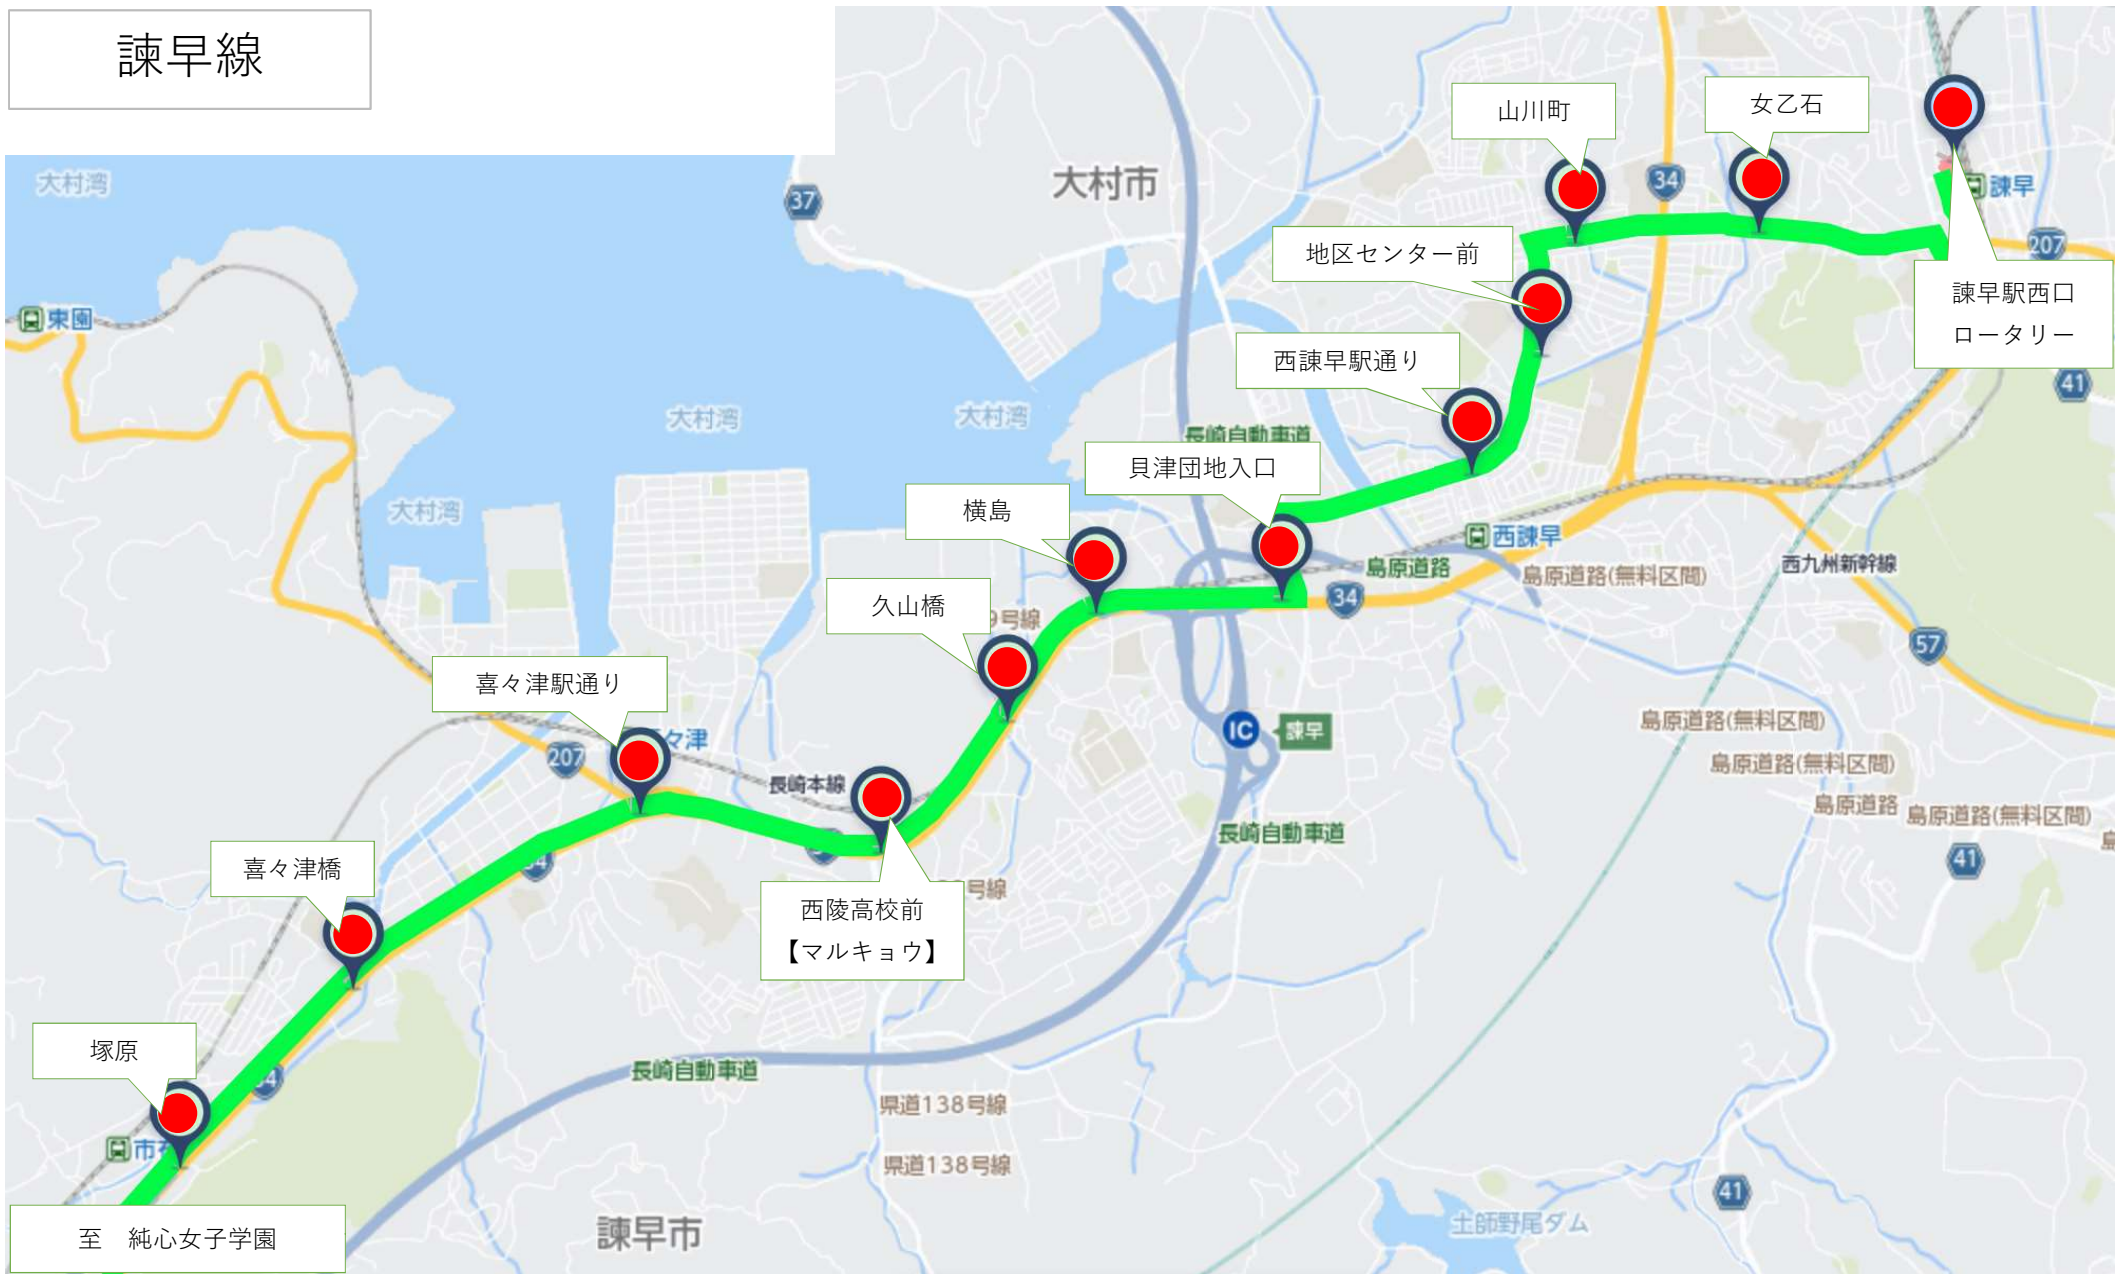 諫早線
山川町
女乙石
大村湾
37
大村市
34
諫早
207
地区センター前
諫早駅西口
ロータリー
東園
西諫早駅通り
41
大村湾
大村湾
長崎自動車道
貝津団地入口
大村湾
横島
西諫早
島原道路
島原道路(無料区間)
西九州新幹線
34
久山橋
9号線
57
喜々津駅通り
島原道路(無料区間)
IC
諫早
々津
207
長崎本線
島原道路(無料区間)
島原道路
島原道路(無料区間)
長崎自動車道
喜々津橋
41
号線
西陵高校前
【マルキョウ】
塚原
長崎自動車道
県道138号線
市
県道138号線
41
至 純心女子学園
諫早市
土師野尾ダム